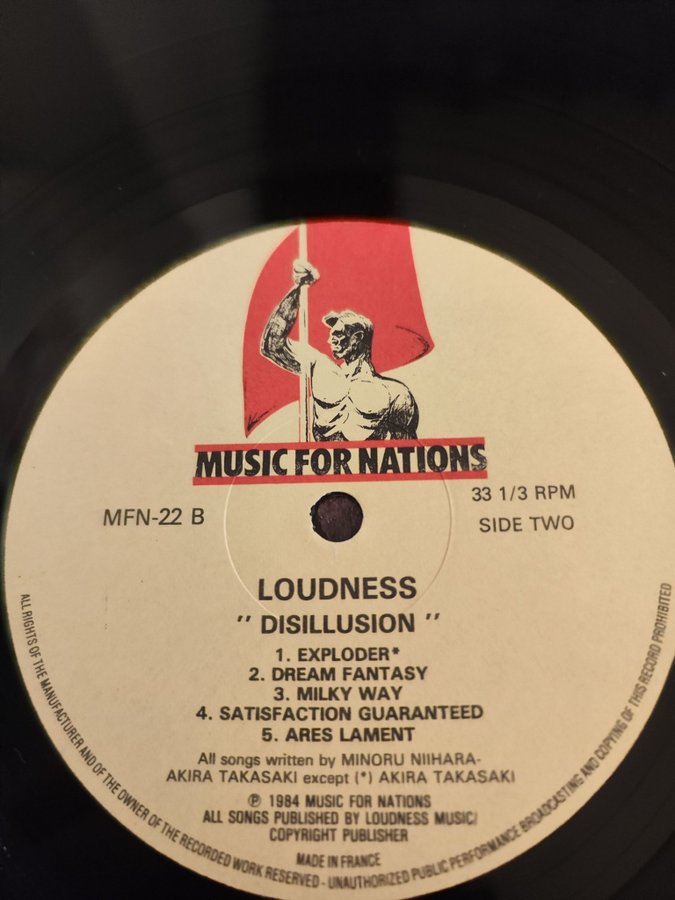 MUSIC FOR NATIONS
MFN-22 B
33 1/3 RPM
SIDE TWO
LOUDNESS
" DISILLUSION "
1. EXPLODER*
2. DREAM FANTASY
3. MILKY WAY
4. SATISFACTION GUARANTEED
5. ARES LAMENT
All songs written by MINORU NIIHARA-
AKIRA TAKASAKI except (*) AKIRA TAKASAKI
℗ 1984 MUSIC FOR NATIONS
ALL SONGS PUBLISHED BY LOUDNESS MUSIC/
COPYRIGHT PUBLISHER
MADE IN FRANCE
ALL RIGHTS OF THE MANUFACTURER AND OF THE OWNER OF THE RECORDED WORK RESERVED - UNAUTHORIZED PUBLIC PERFORMANCE BROADCASTING AND COPYING OF THIS RECORD PROHIBITED